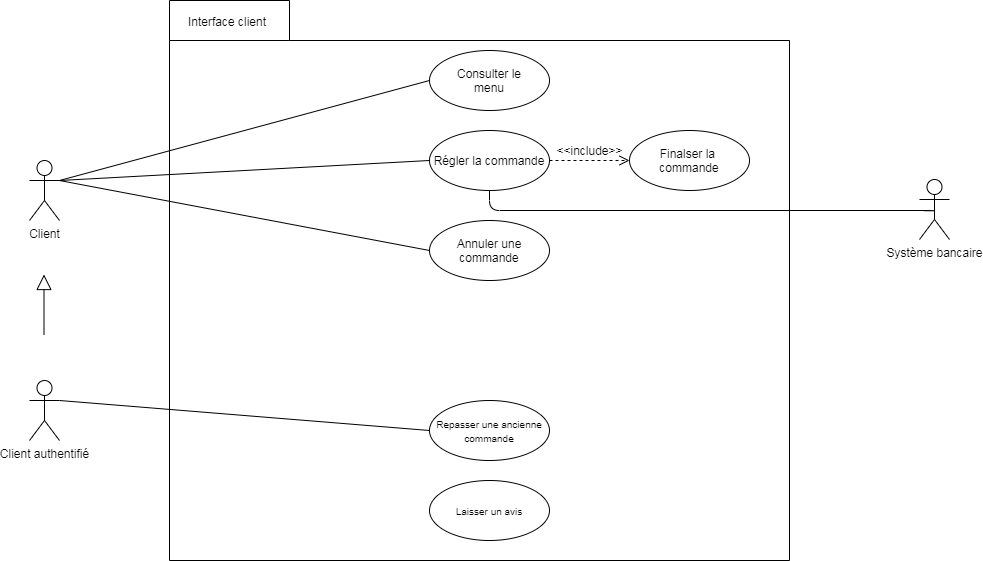 Interface client
Consulter le
menu
Régler la commande
<<include>>
Finalser la
commande
Client
Annuler une
commande
Système bancaire
Client authentifié
Repasser une ancienne
commande
Laisser un avis